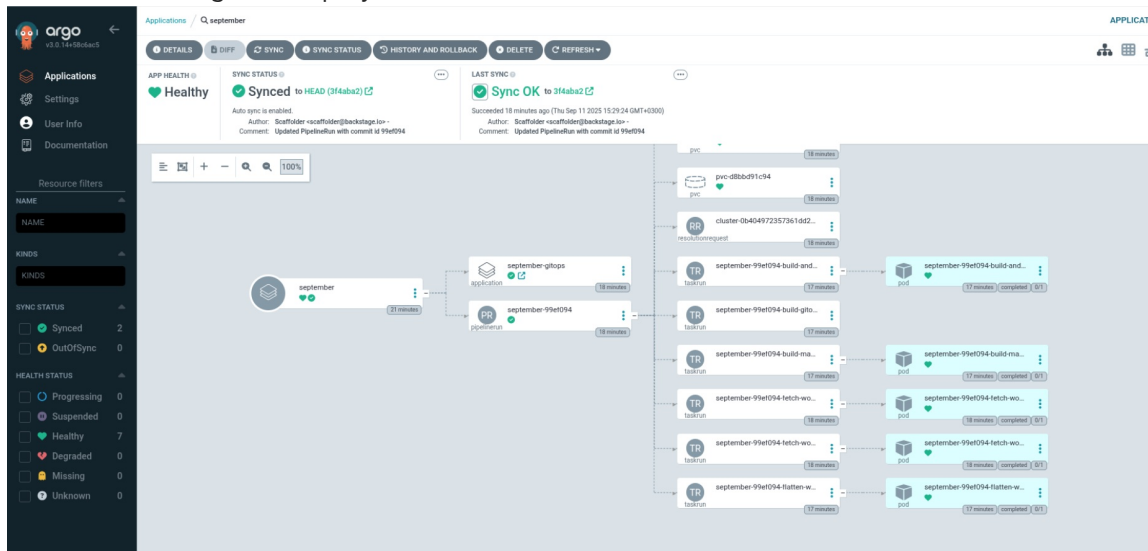 Applications / september
APPLICAT
argo
v3.0.14+58c6ac5
Applications
Settings
User Info
Documentation
Resource filters
NAME
NAME
KINDS
KINDS
SYNC STATUS
Synced 2
OutOfSync 0
HEALTH STATUS
Progressing 0
Suspended 0
Healthy 7
Degraded 0
Missing 0
Unknown 0
DETAILS DIFF SYNC SYNC STATUS HISTORY AND ROLLBACK DELETE REFRESH
APP HEALTH
Healthy
SYNC STATUS
Synced to HEAD (3f4aba2)
Auto sync is enabled.
Author: Scaffolder <scaffolder@backstage.io> -
Comment: Updated PipelineRun with commit id 99ef094
LAST SYNC
Sync OK to 3f4aba2
Succeeded 18 minutes ago (Thu Sep 11 2025 15:29:24 GMT+0300)
Author: Scaffolder <scaffolder@backstage.io> -
Comment: Updated PipelineRun with commit id 99ef094
100%
september
21 minutes
september-gitops
application
18 minutes
PR
september-99ef094
pipelinerun
18 minutes
pvc
18 minutes
pvc-d8bbd91c94
pvc
18 minutes
RR
cluster-0b404972357361dd2...
resolutionrequest
18 minutes
TR
september-99ef094-build-and...
taskrun
17 minutes
september-99ef094-build-and...
pod
17 minutes completed 0/1
TR
september-99ef094-build-gito...
taskrun
17 minutes
TR
september-99ef094-build-ma...
taskrun
17 minutes
september-99ef094-build-ma...
pod
17 minutes completed 0/1
TR
september-99ef094-fetch-wo...
taskrun
18 minutes
september-99ef094-fetch-wo...
pod
18 minutes completed 0/1
TR
september-99ef094-fetch-wo...
taskrun
18 minutes
september-99ef094-fetch-wo...
pod
18 minutes completed 0/1
TR
september-99ef094-flatten-w...
taskrun
17 minutes
september-99ef094-flatten-w...
pod
17 minutes completed 0/1